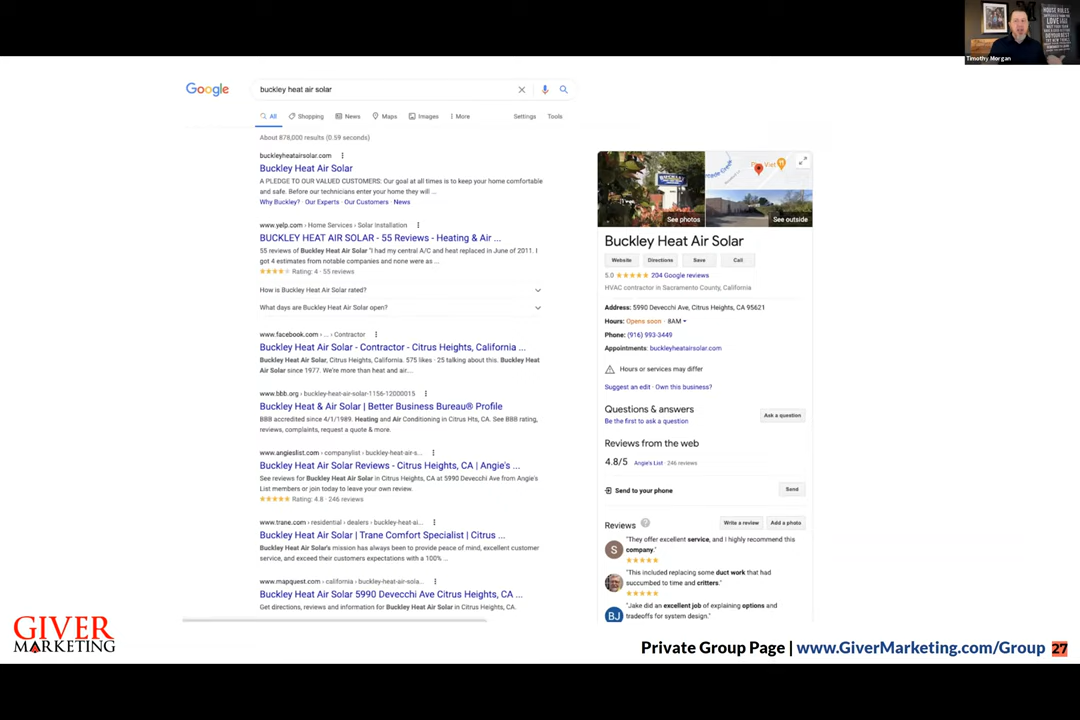 HOUSE RULES
Timothy Morgan
Google
buckley heat air solar
All
Shopping
News
Maps
Images
More
Settings
Tools
About 878,000 results (0.59 seconds)
buckleyheatairsolar.com
Buckley Heat Air Solar
A PLEDGE TO OUR VALUED CUSTOMERS: Our goal at all times is to keep your home comfortable
and safe. Before our technicians enter your home they will ...
Why Buckley? · Our Experts · Our Customers · News
www.yelp.com › Home Services › Solar Installation
BUCKLEY HEAT AIR SOLAR - 55 Reviews - Heating & Air ...
55 reviews of Buckley Heat Air Solar "I had my central A/C and heat replaced in June of 2011. I
got 4 estimates from notable companies and none were as ...
Rating: 4 · 55 reviews
How is Buckley Heat Air Solar rated?
What days are Buckley Heat Air Solar open?
www.facebook.com › ... › Contractor
Buckley Heat Air Solar - Contractor - Citrus Heights, California ...
Buckley Heat Air Solar, Citrus Heights, California. 575 likes · 25 talking about this. Buckley Heat
Air Solar since 1977. We're more than heat and air....
www.bbb.org › buckley-heat-air-solar-1156-12000015
Buckley Heat & Air Solar | Better Business Bureau® Profile
BBB accredited since 4/1/1989. Heating and Air Conditioning in Citrus Hts, CA. See BBB rating,
reviews, complaints, request a quote & more.
www.angieslist.com › companylist › buckley-heat-air-s...
Buckley Heat Air Solar Reviews - Citrus Heights, CA | Angie's ...
See reviews for Buckley Heat Air Solar in Citrus Heights, CA at 5990 Devecchi Ave from Angie's
List members or join today to leave your own review.
Rating: 4.8 · 246 reviews
www.trane.com › residential › dealers › buckley-heat-ai...
Buckley Heat Air Solar | Trane Comfort Specialist | Citrus ...
Buckley Heat Air Solar's mission has always been to provide peace of mind, excellent customer
service, and exceed their customers expectations with a 100% ...
www.mapquest.com › california › buckley-heat-air-sola...
Buckley Heat Air Solar 5990 Devecchi Ave Citrus Heights, CA ...
Get directions, reviews and information for Buckley Heat Air Solar in Citrus Heights, CA.
BUCKLEY
See photos
See outside
Buckley Heat Air Solar
Website
Directions
Save
Call
5.0 204 Google reviews
HVAC contractor in Sacramento County, California
Address: 5990 Devecchi Ave, Citrus Heights, CA 95621
Hours: Opens soon · 8AM
Phone: (916) 993-3449
Appointments: buckleyheatairsolar.com
Hours or services may differ
Suggest an edit · Own this business?
Questions & answers
Be the first to ask a question
Ask a question
Reviews from the web
4.8/5 Angie's List · 246 reviews
Send to your phone
Send
Reviews
Write a review
Add a photo
S
"They offer excellent service, and I highly recommend this
company."
"This included replacing some duct work that had
succumbed to time and critters."
BJ
"Jake did an excellent job of explaining options and
tradeoffs for system design."
GIVER
MARKETING
Private Group Page | www.GiverMarketing.com/Group 27